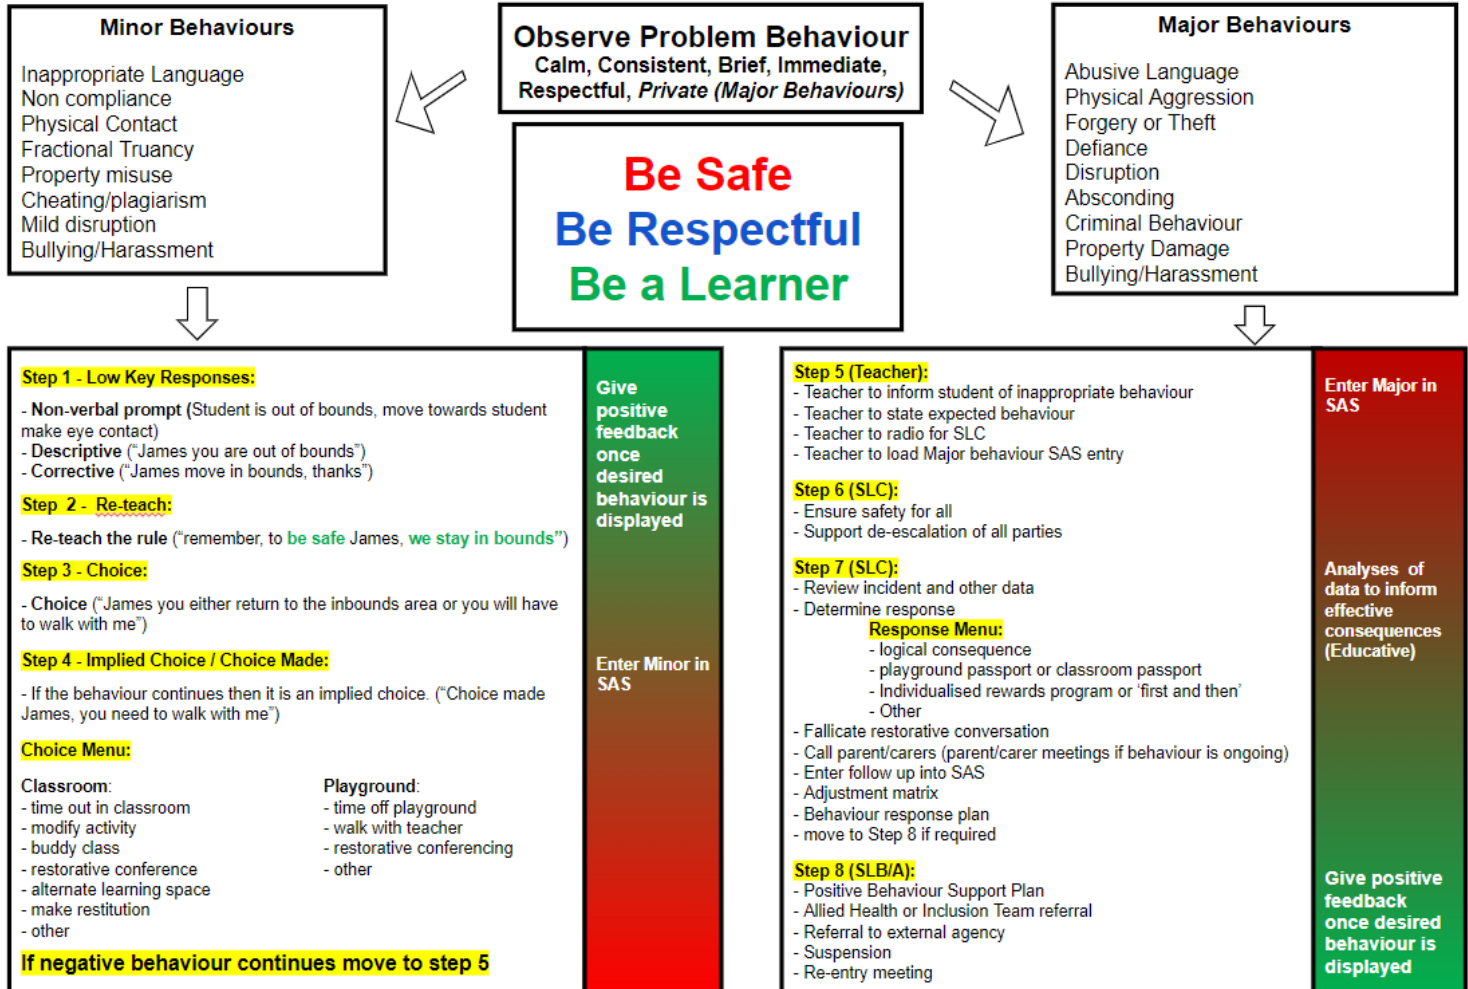 Minor Behaviours
Inappropriate Language
Non compliance
Physical Contact
Fractional Truancy
Property misuse
Cheating/plagiarism
Mild disruption
Bullying/Harassment
Observe Problem Behaviour
Calm, Consistent, Brief, Immediate,
Respectful, Private (Major Behaviours)
Be Safe
Be Respectful
Be a Learner
Major Behaviours
Abusive Language
Physical Aggression
Forgery or Theft
Defiance
Disruption
Absconding
Criminal Behaviour
Property Damage
Bullying/Harassment
Step 1 - Low Key Responses:
- Non-verbal prompt (Student is out of bounds, move towards student
make eye contact)
- Descriptive (“James you are out of bounds”)
- Corrective (“James move in bounds, thanks”)
Step 2 - Re-teach:
- Re-teach the rule (“remember, to be safe James, we stay in bounds”)
Step 3 - Choice:
- Choice (“James you either return to the inbounds area or you will have
to walk with me”)
Step 4 - Implied Choice / Choice Made:
- If the behaviour continues then it is an implied choice. (“Choice made
James, you need to walk with me”)
Choice Menu:
Classroom:
- time out in classroom
- modify activity
- buddy class
- restorative conference
- alternate learning space
- make restitution
- other
Playground:
- time off playground
- walk with teacher
- restorative conferencing
- other
If negative behaviour continues move to step 5
Give
positive
feedback
once
desired
behaviour is
displayed
Enter Minor in
SAS
Step 5 (Teacher):
- Teacher to inform student of inappropriate behaviour
- Teacher to state expected behaviour
- Teacher to radio for SLC
- Teacher to load Major behaviour SAS entry
Step 6 (SLC):
- Ensure safety for all
- Support de-escalation of all parties
Step 7 (SLC):
- Review incident and other data
- Determine response
Response Menu:
- logical consequence
- playground passport or classroom passport
- Individualised rewards program or ‘first and then’
- Other
- Fallicate restorative conversation
- Call parent/carers (parent/carer meetings if behaviour is ongoing)
- Enter follow up into SAS
- Adjustment matrix
- Behaviour response plan
- move to Step 8 if required
Step 8 (SLB/A):
- Positive Behaviour Support Plan
- Allied Health or Inclusion Team referral
- Referral to external agency
- Suspension
- Re-entry meeting
Enter Major in
SAS
Analyses of
data to inform
effective
consequences
(Educative)
Give positive
feedback
once desired
behaviour is
displayed